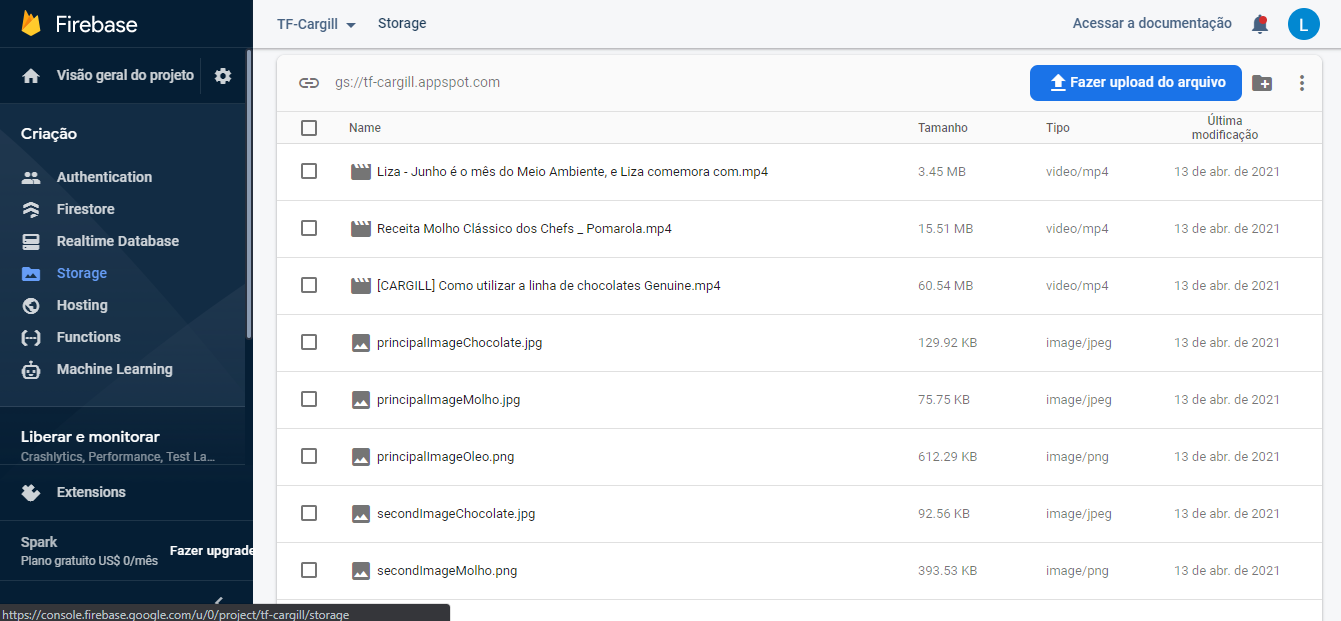 Firebase
TF-Cargill
Storage
Acessar a documentação
L
Visão geral do projeto
gs://tf-cargill.appspot.com
Fazer upload do arquivo
Criação
Authentication
Firestore
Realtime Database
Storage
Hosting
Functions
Machine Learning
Liberar e monitorar
Crashlytics, Performance, Test La...
Extensions
Spark
Plano gratuito US$ 0/mês
Fazer upgrade
Name Tamanho Tipo Última
modificação
Liza - Junho é o mês do Meio Ambiente, e Liza comemora com.mp4 3.45 MB video/mp4 13 de abr. de 2021
Receita Molho Clássico dos Chefs _ Pomarola.mp4 15.51 MB video/mp4 13 de abr. de 2021
[CARGILL] Como utilizar a linha de chocolates Genuine.mp4 60.54 MB video/mp4 13 de abr. de 2021
principalImageChocolate.jpg 129.92 KB image/jpeg 13 de abr. de 2021
principalImageMolho.jpg 75.75 KB image/jpeg 13 de abr. de 2021
principalImageOleo.png 612.29 KB image/png 13 de abr. de 2021
secondImageChocolate.jpg 92.56 KB image/jpeg 13 de abr. de 2021
secondImageMolho.png 393.53 KB image/png 13 de abr. de 2021
https://console.firebase.google.com/u/0/project/tf-cargill/storage